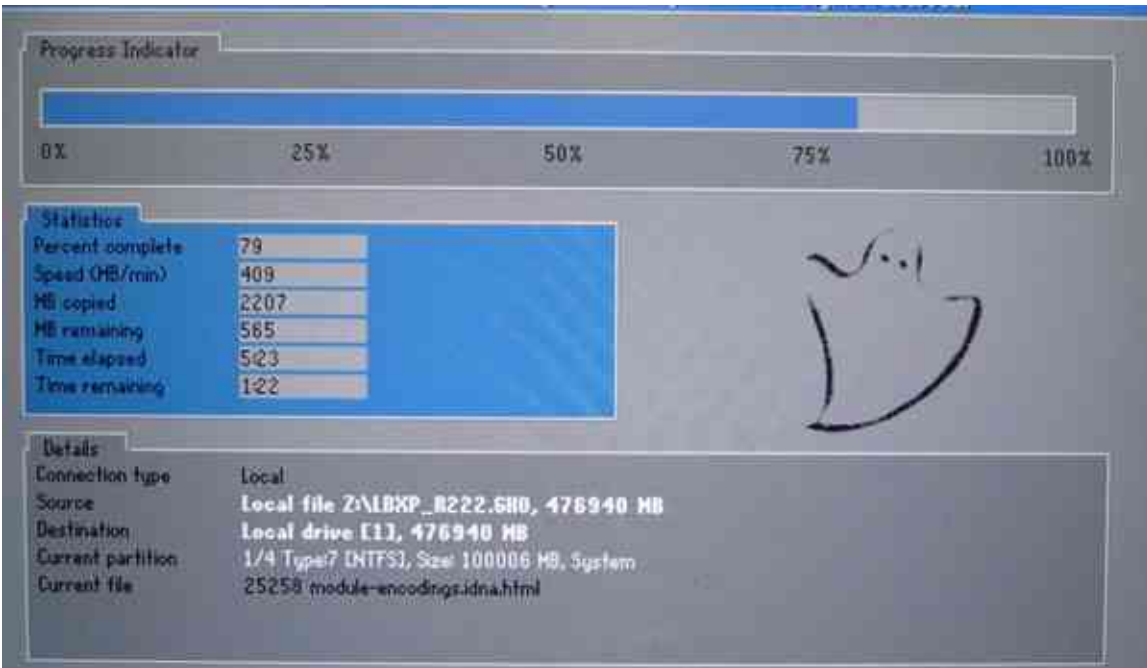 Progress Indicator
0% 25% 50% 75% 100%
Statistics
Percent complete 79
Speed (MB/min) 409
MB copied 2207
MB remaining 565
Time elapsed 5:23
Time remaining 1:22
Details
Connection type Local
Source Local file Z:\LBXP_R222.GHO, 476940 MB
Destination Local drive [1], 476940 MB
Current partition 1/4 Type:7 [NTFS], Size: 100006 MB, System
Current file 25258 module-encodings.idna.html